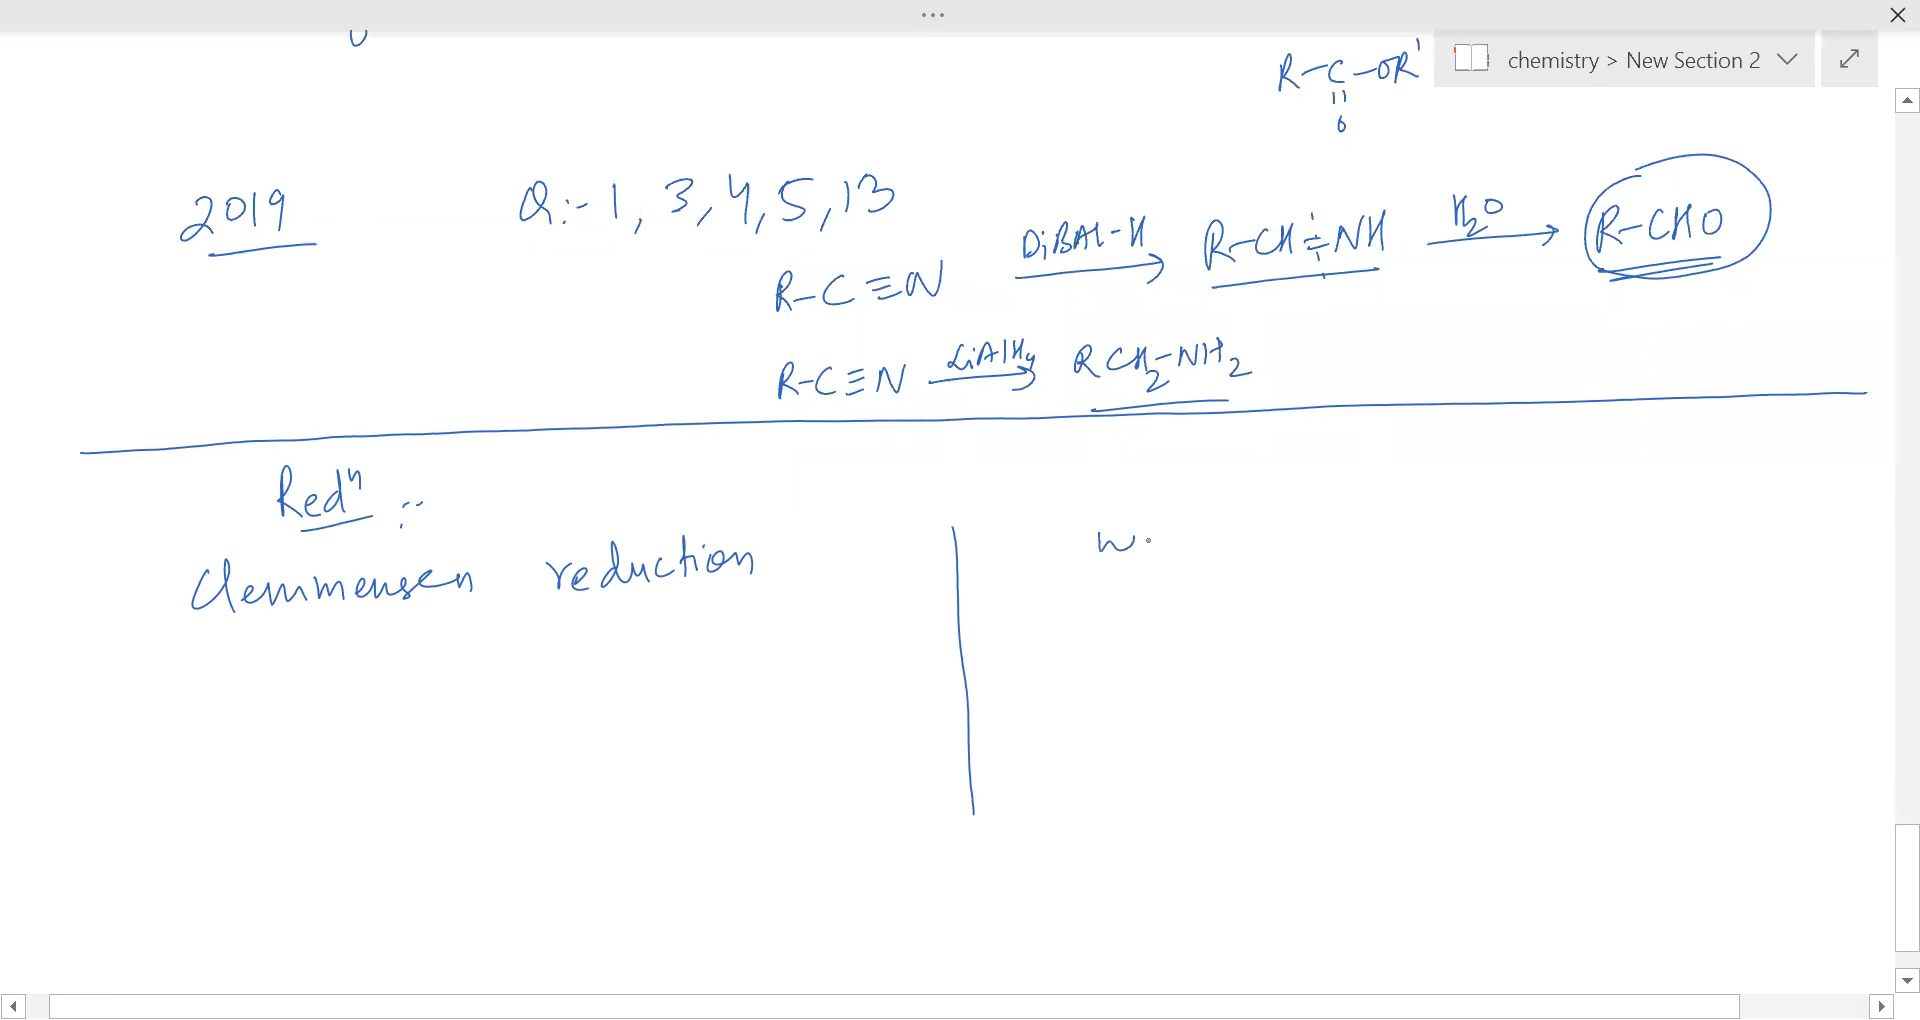 chemistry > New Section 2
R-C-OR'
||
O
2019 Q:- 1, 3, 4, 5, 13
R-C≡N DiBAl-H → R-CH=NH H2O → R-CHO
R-C≡N LiAlH4 → RCH2-NH2
Redn :-
Clemmensen reduction
w.